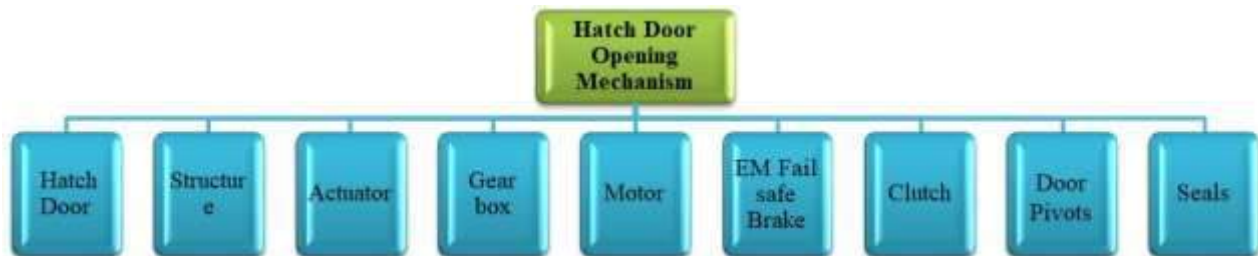 Hatch Door
Opening
Mechanism
Hatch
Door
Structur
e
Actuator
Gear
box
Motor
EM Fail
safe
Brake
Clutch
Door
Pivots
Seals